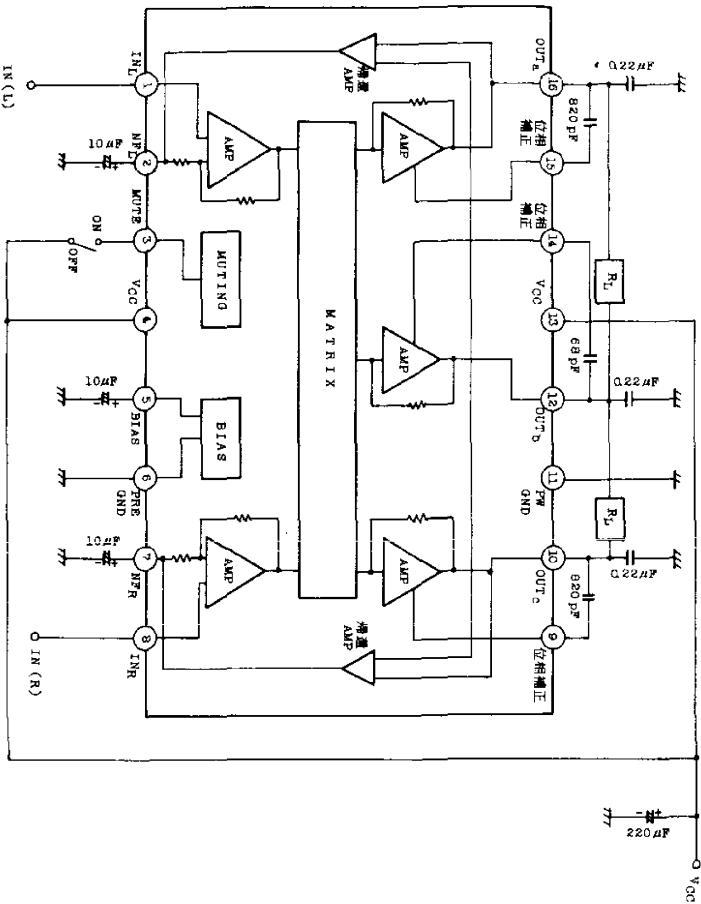 OUTa
16
0.22μF
820pF
位相
補正
15
位相
補正
14
RL
VCC
13
68pF
0.22μF
12
OUTb
11
PW
GND
RL
10
OUTc
0.22μF
820pF
9
位相補正
帰還
AMP
AMP
AMP
AMP
MATRIX
AMP
AMP
帰還
AMP
MUTING
BIAS
IN(L)
INL
1
10μF
NFL
2
MUTE
3
ON
OFF
VCC
4
10μF
5
BIAS
6
PRE
GND
10μF
7
NFR
8
INR
IN(R)
220μF
VCC
+
-
+
-
+
-
+
-